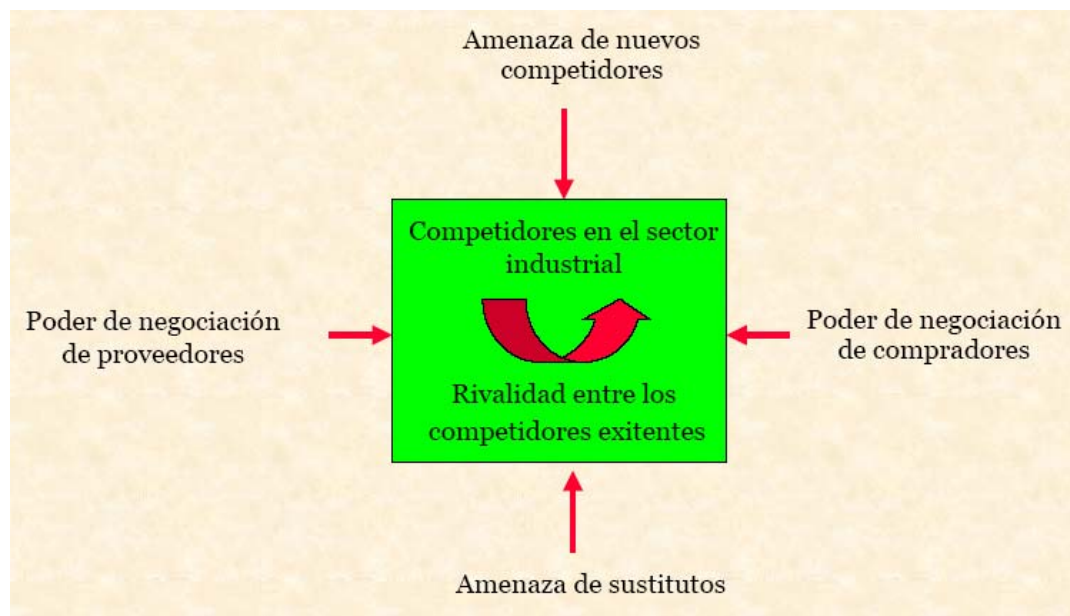 Amenaza de nuevos
competidores
Competidores en el sector
industrial
Poder de negociación
de proveedores
Poder de negociación
de compradores
Rivalidad entre los
competidores exitentes
Amenaza de sustitutos